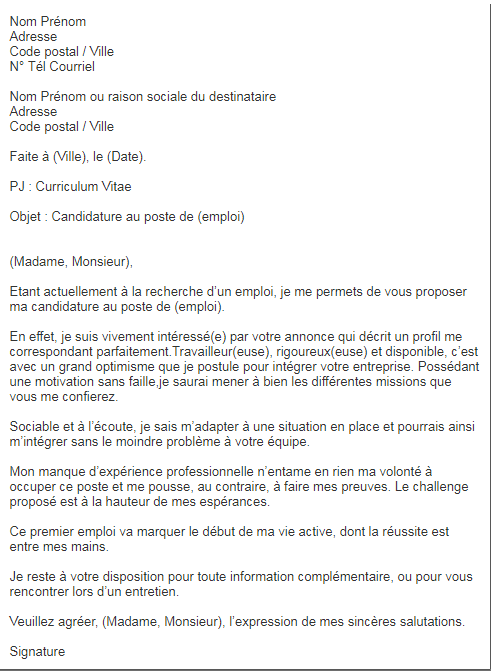 Nom Prénom
Adresse
Code postal / Ville
N° Tél Courriel
Nom Prénom ou raison sociale du destinataire
Adresse
Code postal / Ville
Faite à (Ville), le (Date).
PJ : Curriculum Vitae
Objet : Candidature au poste de (emploi)
(Madame, Monsieur),
Etant actuellement à la recherche d’un emploi, je me permets de vous proposer
ma candidature au poste de (emploi).
En effet, je suis vivement intéressé(e) par votre annonce qui décrit un profil me
correspondant parfaitement.Travailleur(euse), rigoureux(euse) et disponible, c’est
avec un grand optimisme que je postule pour intégrer votre entreprise. Possédant
une motivation sans faille,je saurai mener à bien les différentes missions que
vous me confierez.
Sociable et à l’écoute, je sais m’adapter à une situation en place et pourrais ainsi
m’intégrer sans le moindre problème à votre équipe.
Mon manque d’expérience professionnelle n’entame en rien ma volonté à
occuper ce poste et me pousse, au contraire, à faire mes preuves. Le challenge
proposé est à la hauteur de mes espérances.
Ce premier emploi va marquer le début de ma vie active, dont la réussite est
entre mes mains.
Je reste à votre disposition pour toute information complémentaire, ou pour vous
rencontrer lors d’un entretien.
Veuillez agréer, (Madame, Monsieur), l’expression de mes sincères salutations.
Signature